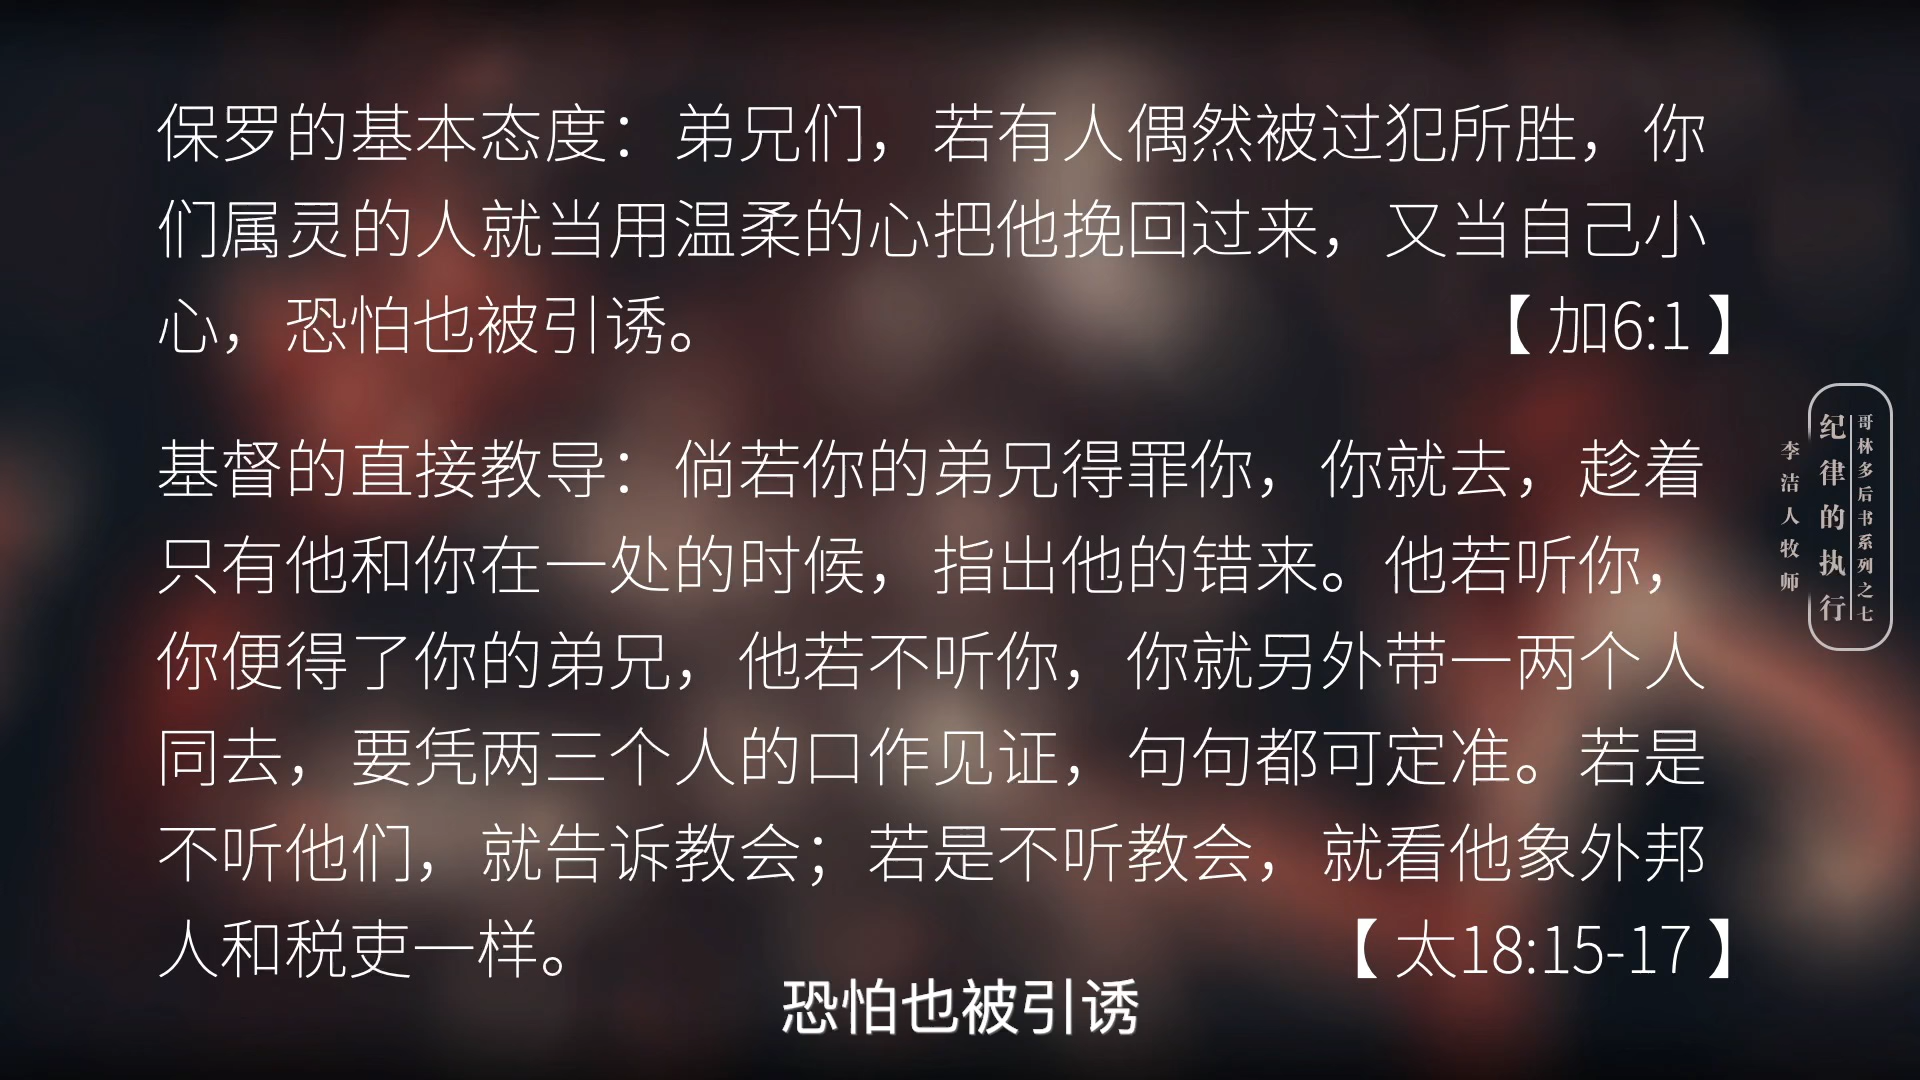 保罗的基本态度：弟兄们，若有人偶然被过犯所胜，你
们属灵的人就当用温柔的心把他挽回过来，又当自己小
心，恐怕也被引诱。 【加6:1】
基督的直接教导：倘若你的弟兄得罪你，你就去，趁着
只有他和你在一处的时候，指出他的错来。他若听你，
你便得了你的弟兄，他若不听你，你就另外带一两个人
同去，要凭两三个人的口作见证，句句都可定准。若是
不听他们，就告诉教会；若是不听教会，就看他象外邦
人和税吏一样。 【太18:15-17】
恐怕也被引诱
哥林多后书系列之七
纪律的执行
李洁人牧师